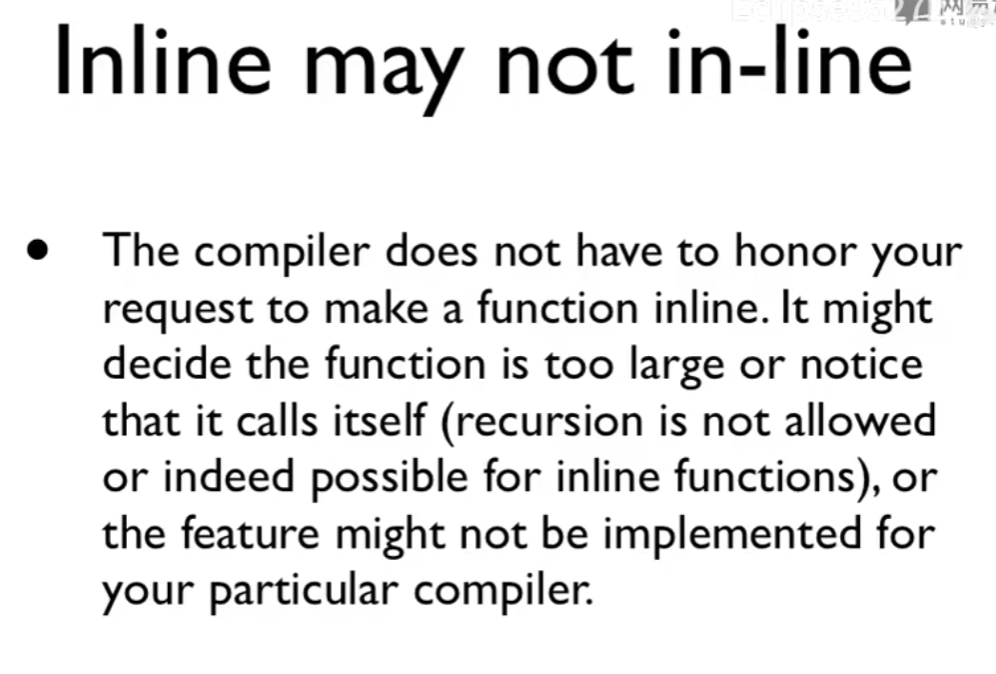 Inline may not in-line
• The compiler does not have to honor your
request to make a function inline. It might
decide the function is too large or notice
that it calls itself (recursion is not allowed
or indeed possible for inline functions), or
the feature might not be implemented for
your particular compiler.